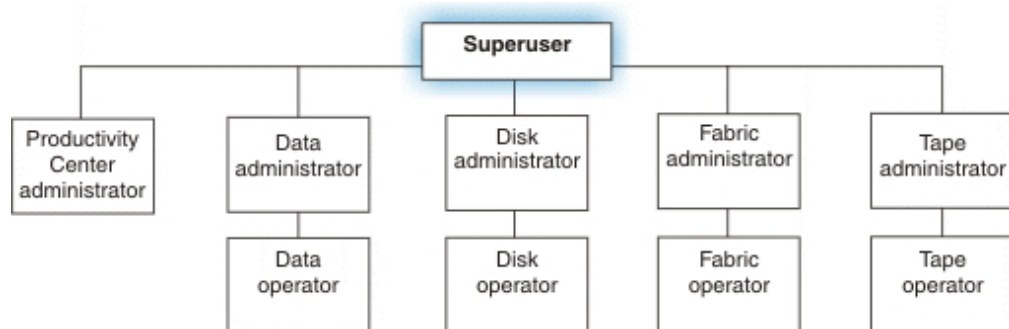 Superuser
Productivity
Center
administrator
Data
administrator
Disk
administrator
Fabric
administrator
Tape
administrator
Data
operator
Disk
operator
Fabric
operator
Tape
operator